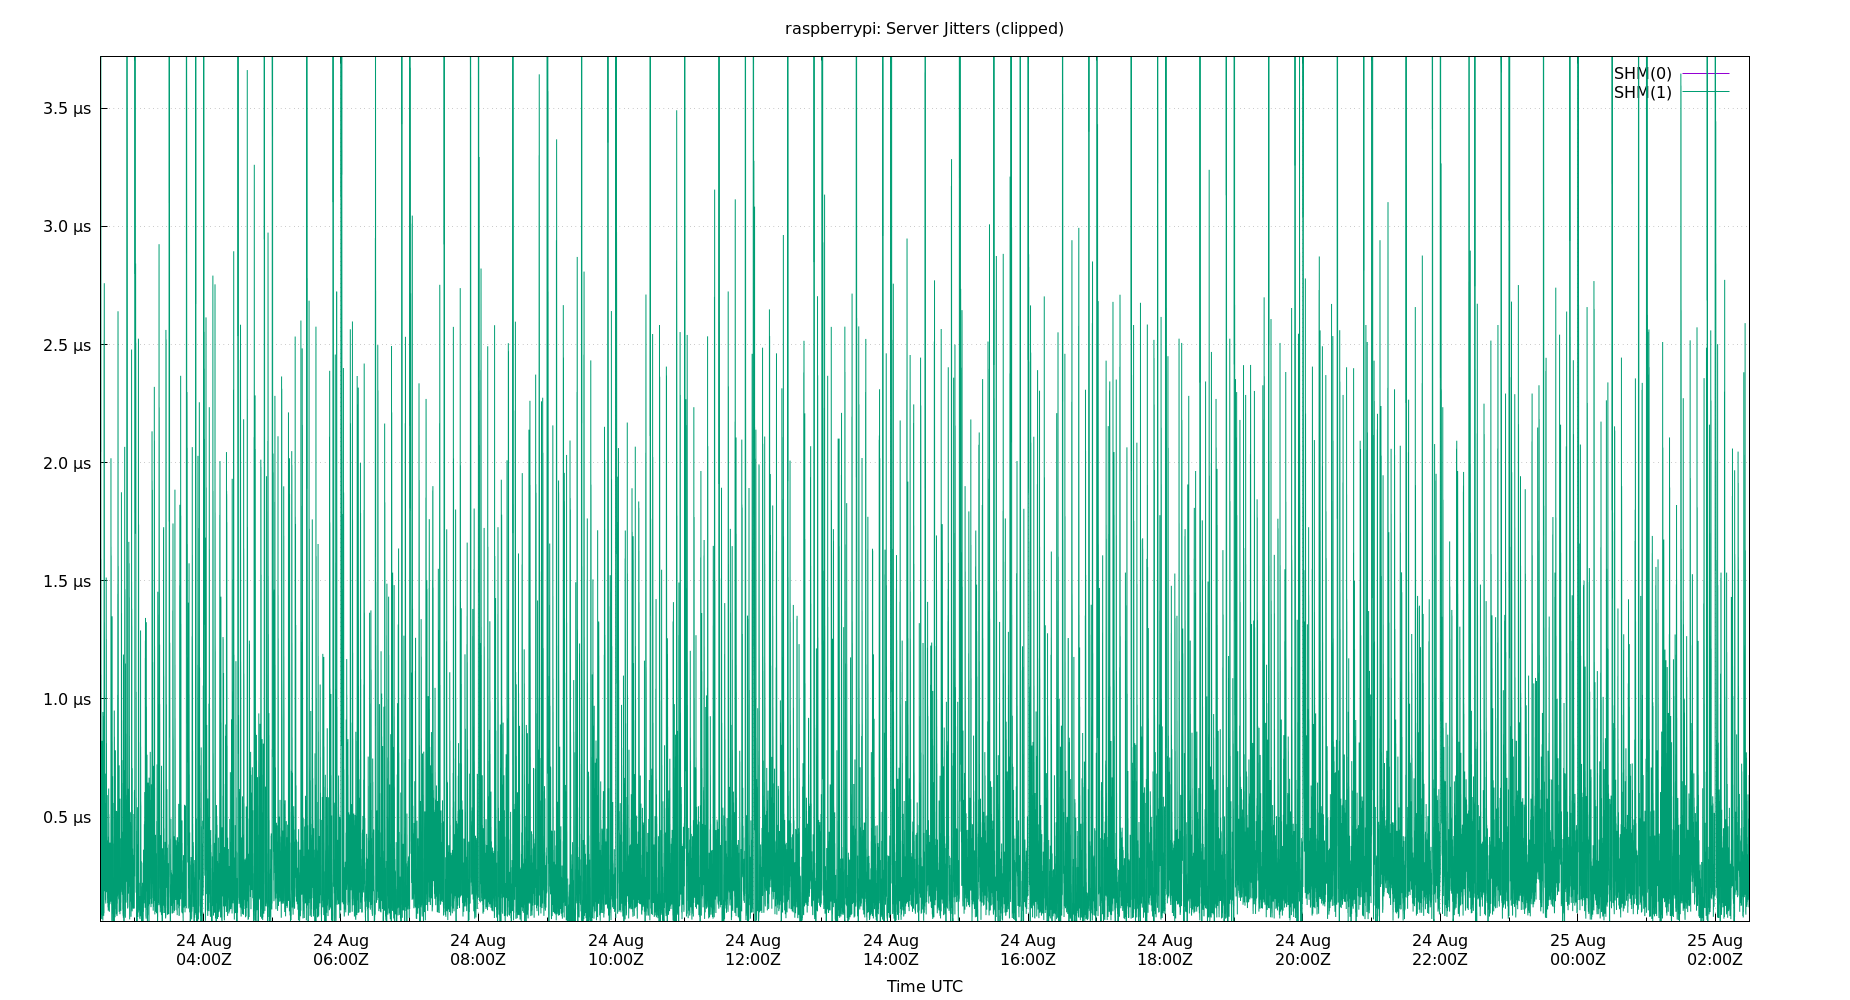 raspberrypi: Server Jitters (clipped)
SHM(0)
SHM(1)
3.5 µs
3.0 µs
2.5 µs
2.0 µs
1.5 µs
1.0 µs
0.5 µs
24 Aug 24 Aug 24 Aug 24 Aug 24 Aug 24 Aug 24 Aug 24 Aug 24 Aug 24 Aug 25 Aug 25 Aug
04:00Z 06:00Z 08:00Z 10:00Z 12:00Z 14:00Z 16:00Z 18:00Z 20:00Z 22:00Z 00:00Z 02:00Z
Time UTC